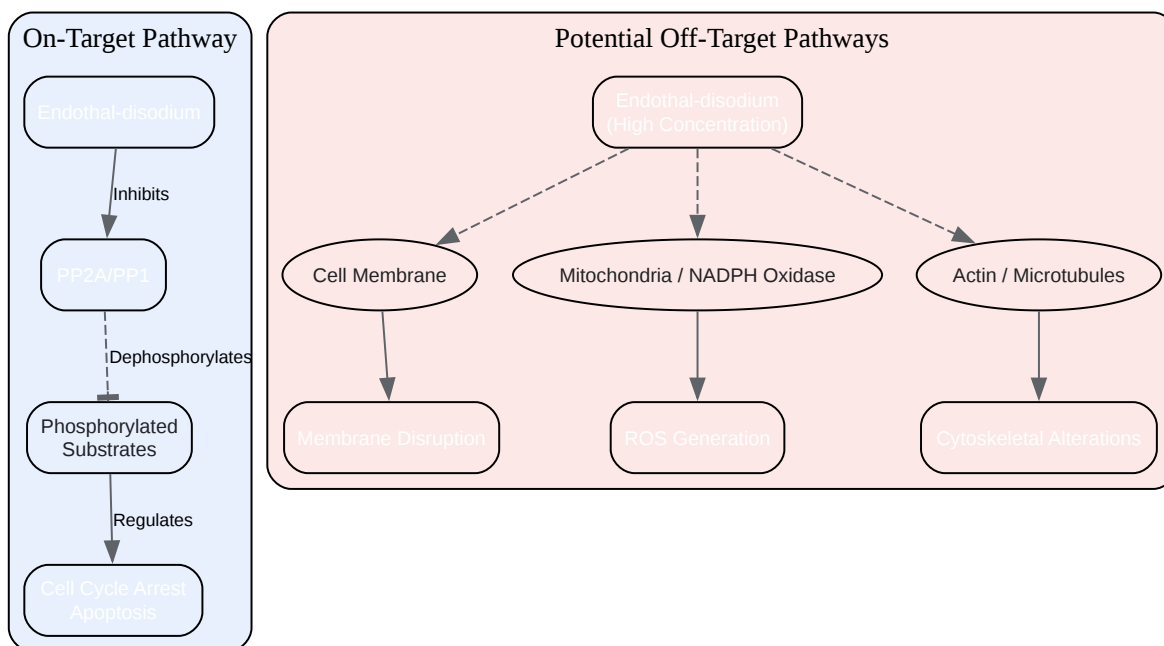 On-Target Pathway
Endothal-disodium
Inhibits
PP2A/PP1
Dephosphorylates
Phosphorylated
Substrates
Regulates
Cell Cycle Arrest
Apoptosis
Potential Off-Target Pathways
Endothal-disodium
(High Concentration)
Cell Membrane
Mitochondria / NADPH Oxidase
Actin / Microtubules
Membrane Disruption
ROS Generation
Cytoskeletal Alterations